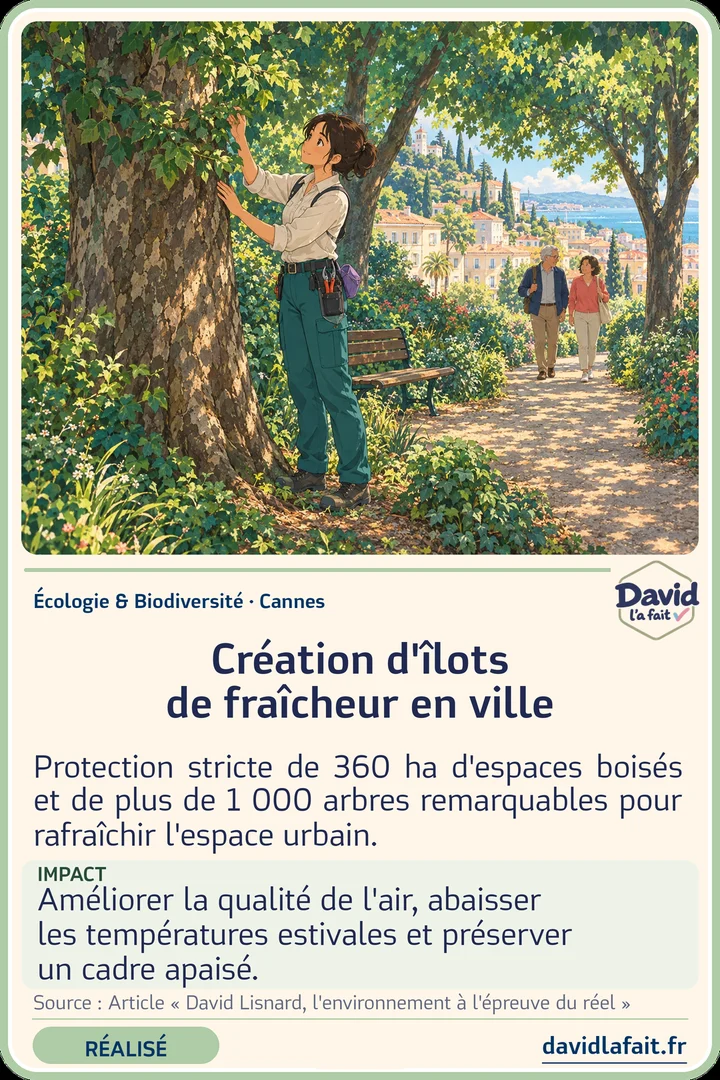 Écologie & Biodiversité · Cannes
David
l'a fait
Création d'îlots
de fraîcheur en ville
Protection stricte de 360 ha d'espaces boisés
et de plus de 1 000 arbres remarquables pour
rafraîchir l'espace urbain.
IMPACT
Améliorer la qualité de l'air, abaisser
les températures estivales et préserver
un cadre apaisé.
Source : Article « David Lisnard, l'environnement à l'épreuve du réel »
RÉALISÉ
davidlafait.fr